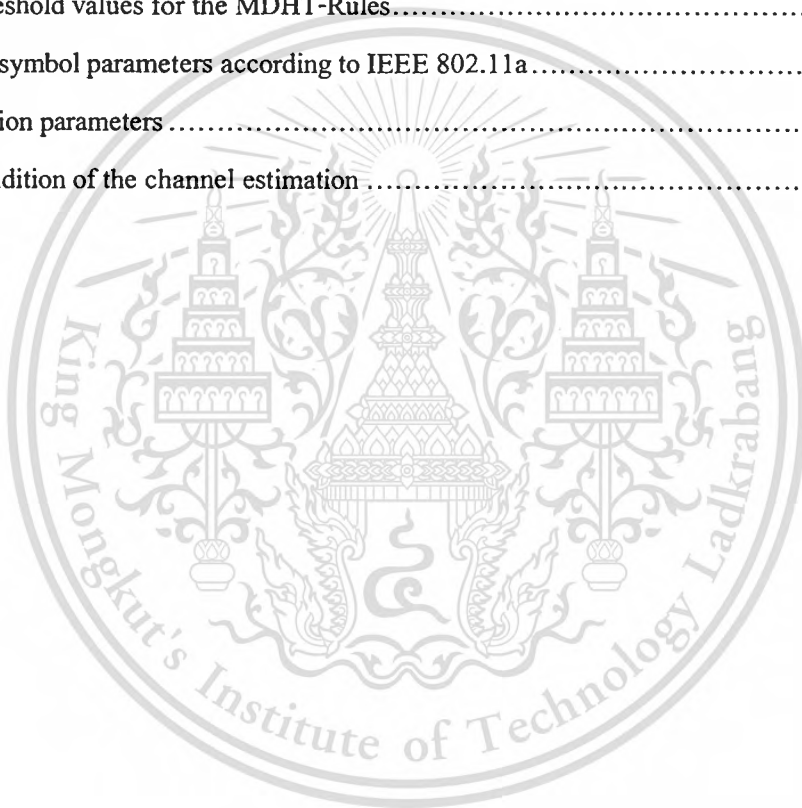 eshold values for the MDHT-Rules........................................................
symbol parameters according to IEEE 802.11a........................................
ion parameters................................................................................
dition of the channel estimation........................................................
King Mongkut's Institute of Technology Ladkrabang